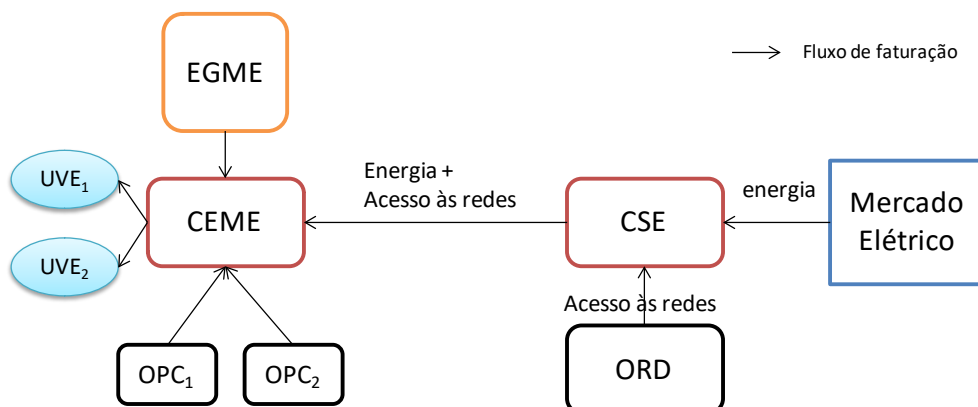 EGME
Fluxo de faturação
UVE₁
UVE₂
CEME
Energia +
Acesso às redes
CSE
energia
Mercado
Elétrico
Acesso às redes
OPC₁
OPC₂
ORD